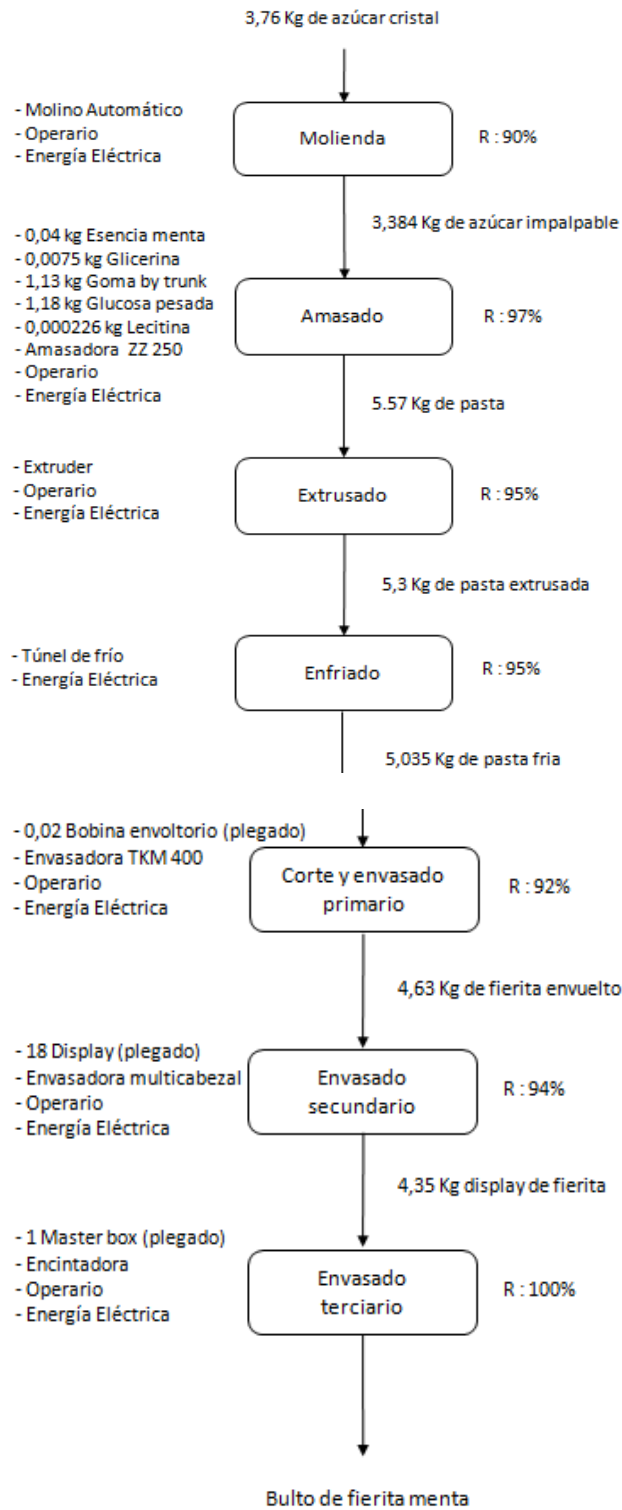 3,76 Kg de azúcar cristal
- Molino Automático
- Operario
- Energía Eléctrica
Molienda
R : 90%
3,384 Kg de azúcar impalpable
- 0,04 kg Esencia menta
- 0,0075 kg Glicerina
- 1,13 kg Goma by trunk
- 1,18 kg Glucosa pesada
- 0,000226 kg Lecitina
- Amasadora ZZ 250
- Operario
- Energía Eléctrica
Amasado
R : 97%
5.57 Kg de pasta
- Extruder
- Operario
- Energía Eléctrica
Extrusado
R : 95%
5,3 Kg de pasta extrusada
- Túnel de frío
- Energía Eléctrica
Enfriado
R : 95%
5,035 Kg de pasta fria
- 0,02 Bobina envoltorio (plegado)
- Envasadora TKM 400
- Operario
- Energía Eléctrica
Corte y envasado
primario
R : 92%
4,63 Kg de fierita envuelto
- 18 Display (plegado)
- Envasadora multicabezal
- Operario
- Energía Eléctrica
Envasado
secundario
R : 94%
4,35 Kg display de fierita
- 1 Master box (plegado)
- Encintadora
- Operario
- Energía Eléctrica
Envasado
terciario
R : 100%
Bulto de fierita menta